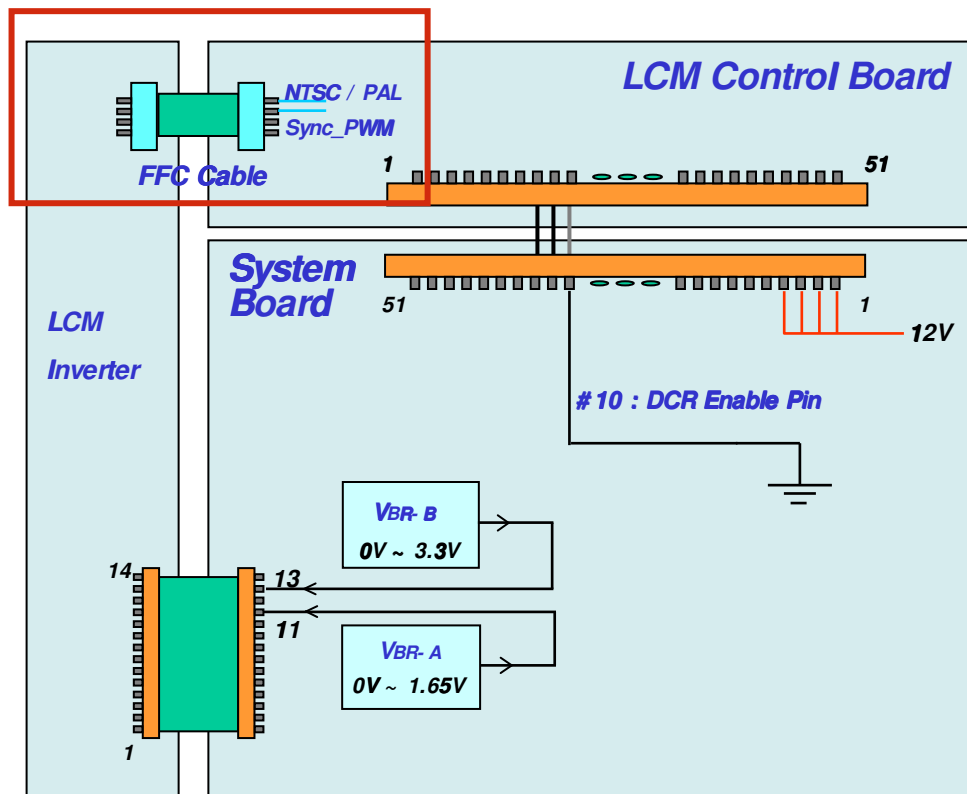 LCM Control Board
NTSC / PAL
Sync_PWM
FFC Cable
1
51
System
Board
51
1
12V
LCM
Inverter
#10 : DCR Enable Pin
VBR- B
0V ~ 3.3V
14
13
11
VBR- A
0V ~ 1.65V
1